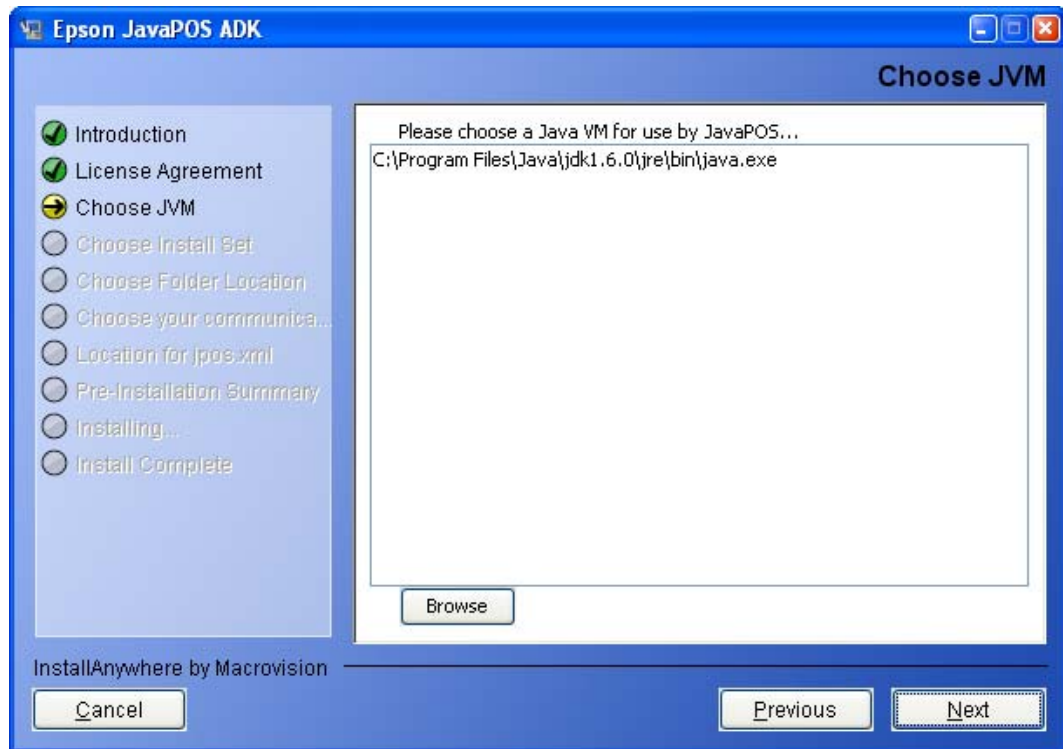 Epson JavaPOS ADK
Choose JVM
Introduction
License Agreement
Choose JVM
Choose Install Set
Choose Folder Location
Choose your communica...
Location for jpos.xml
Pre-Installation Summary
Installing...
Install Complete
Please choose a Java VM for use by JavaPOS...
C:\Program Files\Java\jdk1.6.0\jre\bin\java.exe
Browse
InstallAnywhere by Macrovision
Cancel
Previous
Next